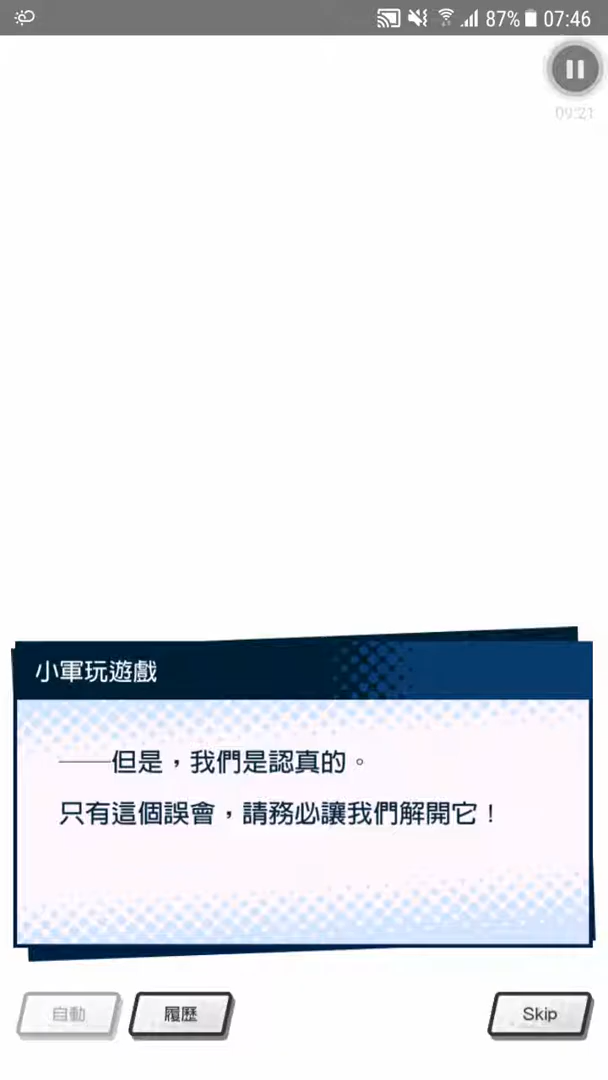 87% 07:46
09:21
小軍玩遊戲
——但是，我們是認真的。
只有這個誤會，請務必讓我們解開它！
自動 履歷 Skip